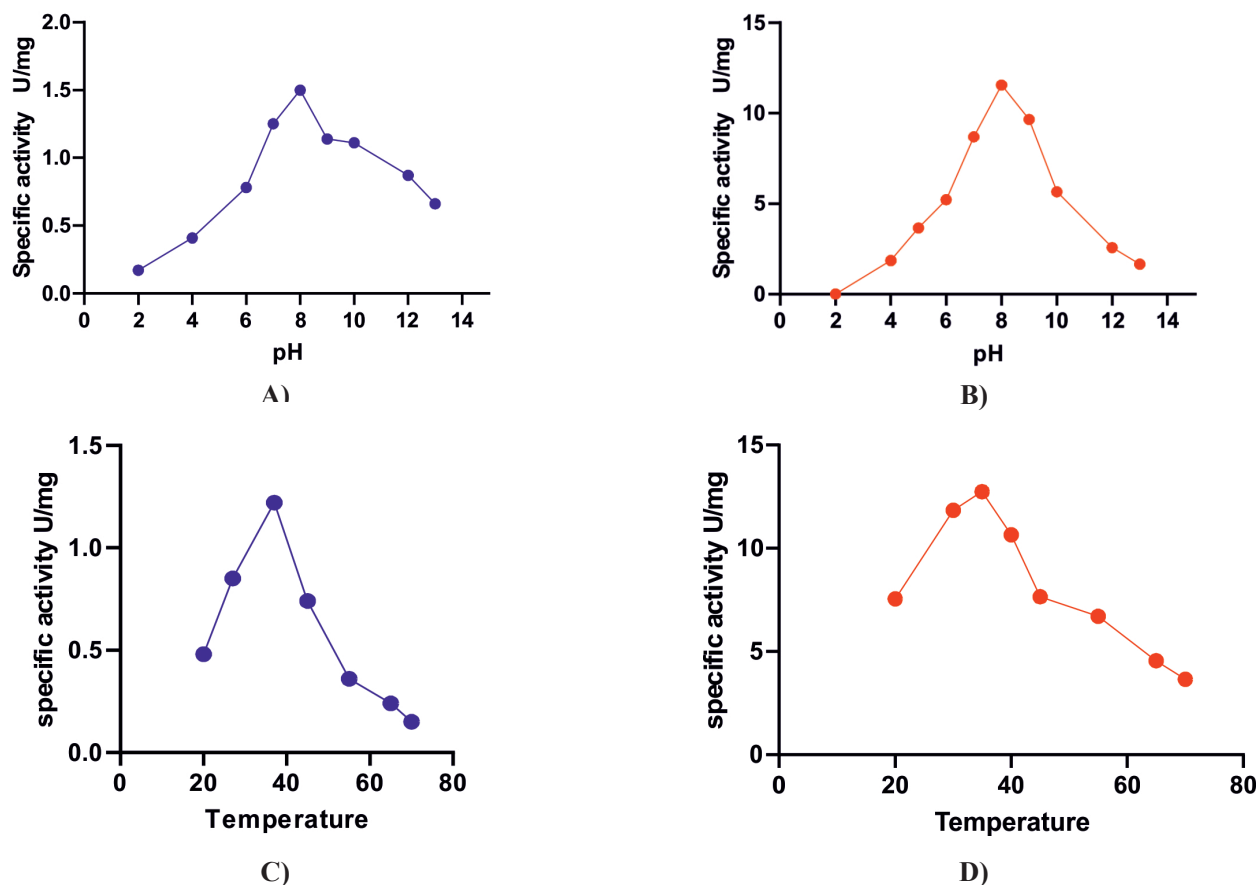 2.0
1.5
1.0
0.5
0.0
Specific activity U/mg
0 2 4 6 8 10 12 14
pH
A)
15
10
5
0
Specific activity U/mg
0 2 4 6 8 10 12 14
pH
B)
1.5
1.0
0.5
0.0
specific activity U/mg
0 20 40 60 80
Temperature
C)
15
10
5
0
specific activity U/mg
0 20 40 60 80
Temperature
D)